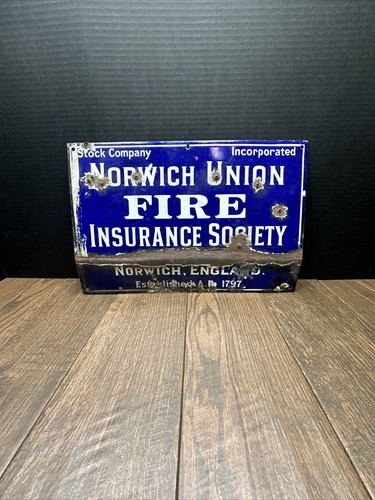 Stock Company Incorporated
NORWICH UNION
FIRE
INSURANCE SOCIETY
NORWICH, ENGLAND.
Established A.D. 1797.